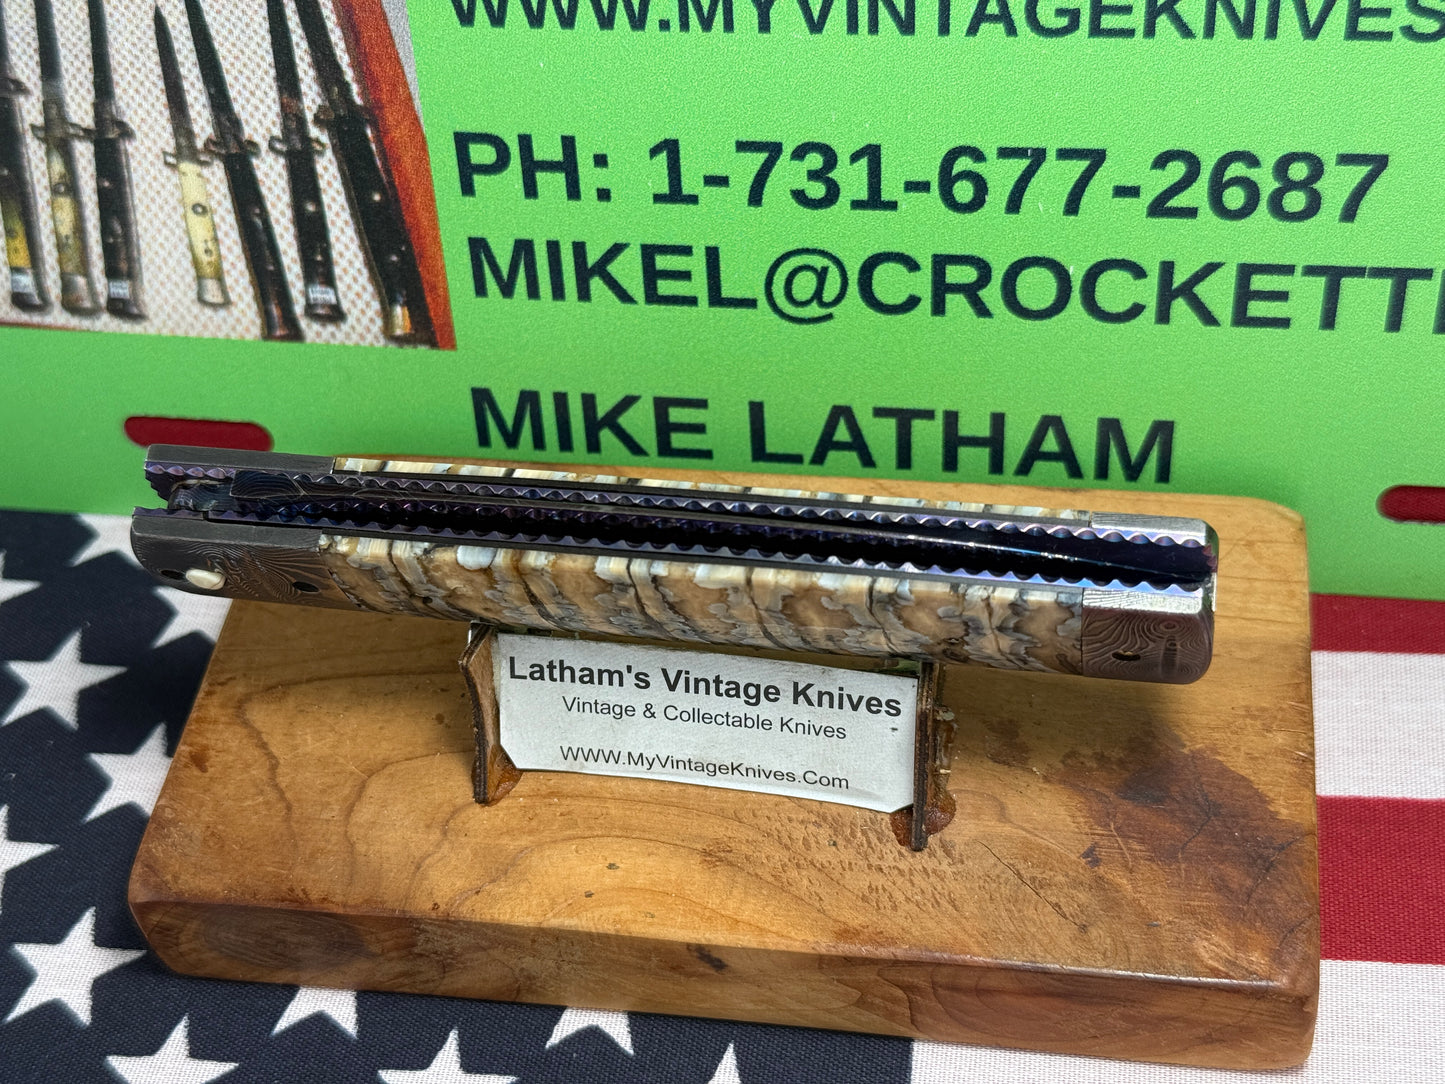 WWW.MYVINTAGEKNIVES
PH: 1-731-677-2687
MIKEL@CROCKETT
MIKE LATHAM
Latham's Vintage Knives
Vintage & Collectable Knives
WWW.MyVintageKnives.Com